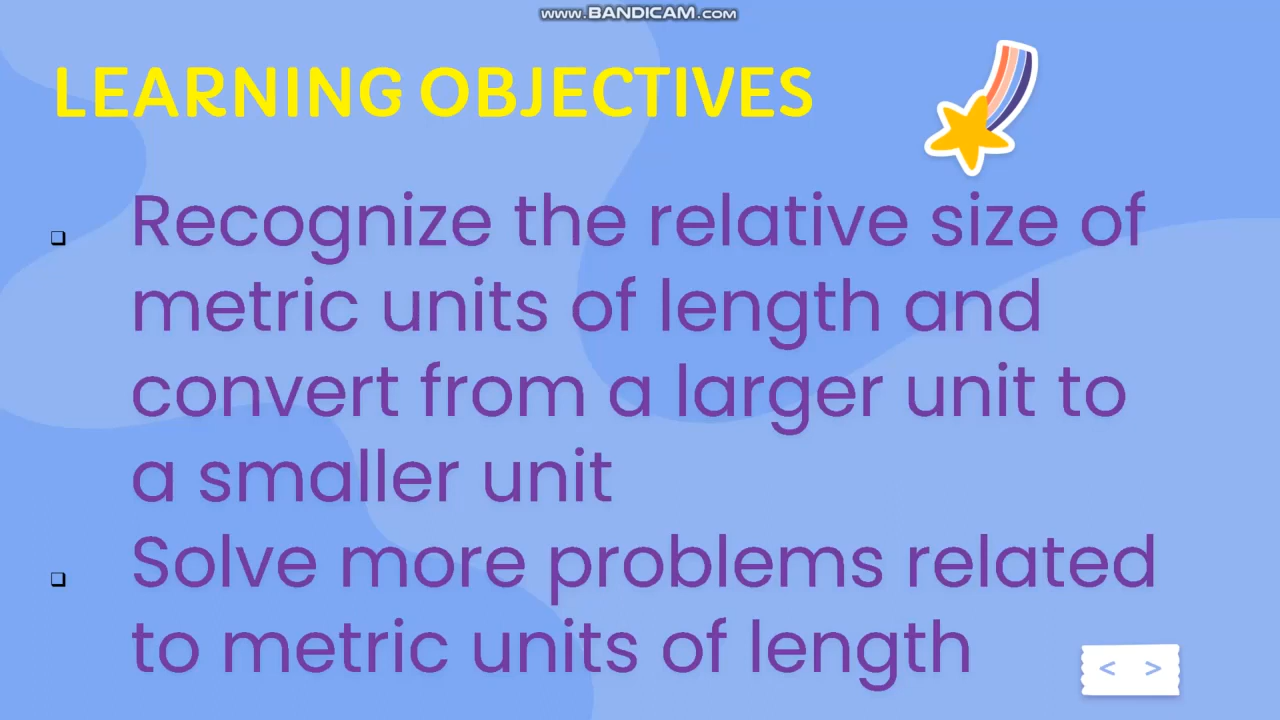 www.BANDICAM.com
LEARNING OBJECTIVES
Recognize the relative size of
metric units of length and
convert from a larger unit to
a smaller unit
Solve more problems related
to metric units of length
< >